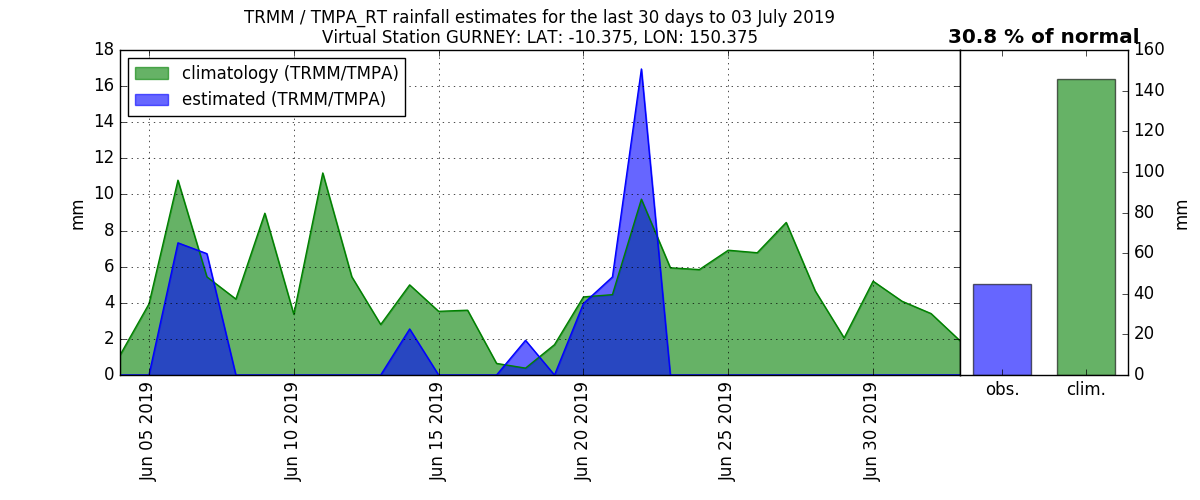 TRMM / TMPA_RT rainfall estimates for the last 30 days to 03 July 2019
Virtual Station GURNEY: LAT: -10.375, LON: 150.375
30.8 % of normal
climatology (TRMM/TMPA)
estimated (TRMM/TMPA)
mm
18
16
14
12
10
8
6
4
2
0
Jun 05 2019
Jun 10 2019
Jun 15 2019
Jun 20 2019
Jun 25 2019
Jun 30 2019
obs.
clim.
160
140
120
100
80
60
40
20
0
mm